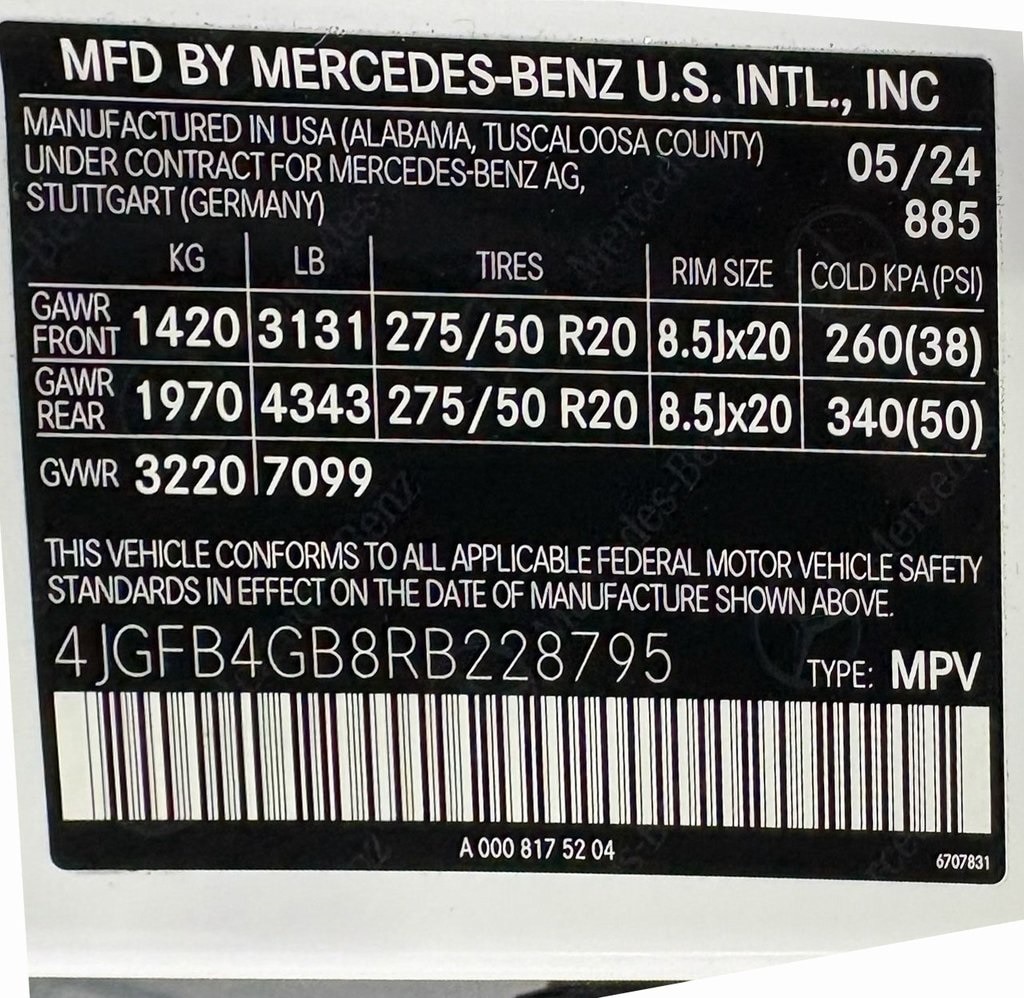 MFD BY MERCEDES-BENZ U.S. INTL., INC
MANUFACTURED IN USA (ALABAMA, TUSCALOOSA COUNTY)
UNDER CONTRACT FOR MERCEDES-BENZ AG,
STUTTGART (GERMANY)
05/24
885
KG LB TIRES RIM SIZE COLD KPA (PSI)
GAWR FRONT 1420 3131 275/50 R20 8.5Jx20 260(38)
GAWR REAR 1970 4343 275/50 R20 8.5Jx20 340(50)
GVWR 3220 7099
THIS VEHICLE CONFORMS TO ALL APPLICABLE FEDERAL MOTOR VEHICLE SAFETY
STANDARDS IN EFFECT ON THE DATE OF MANUFACTURE SHOWN ABOVE.
4JGFB4GB8RB228795
TYPE: MPV
A 000 817 52 04
6707831